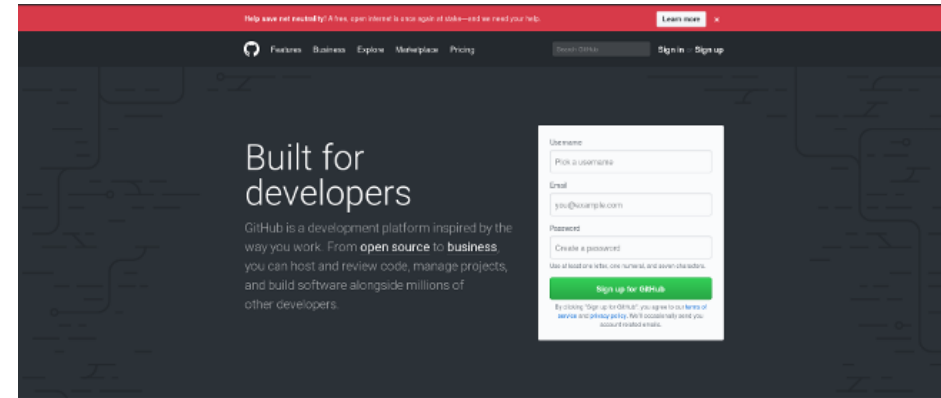 Help save net neutrality! A free, open internet is once again at stake—and we need your help.
Learn more ×
Features Business Explore Marketplace Pricing
Search GitHub
Sign in or Sign up
Built for
developers
GitHub is a development platform inspired by the
way you work. From open source to business,
you can host and review code, manage projects,
and build software alongside millions of
other developers.
Username
Pick a username
Email
you@example.com
Password
Create a password
Use at least one letter, one numeral, and seven characters.
Sign up for GitHub
By clicking "Sign up for GitHub", you agree to our terms of
service and privacy policy. We'll occasionally send you
account related emails.